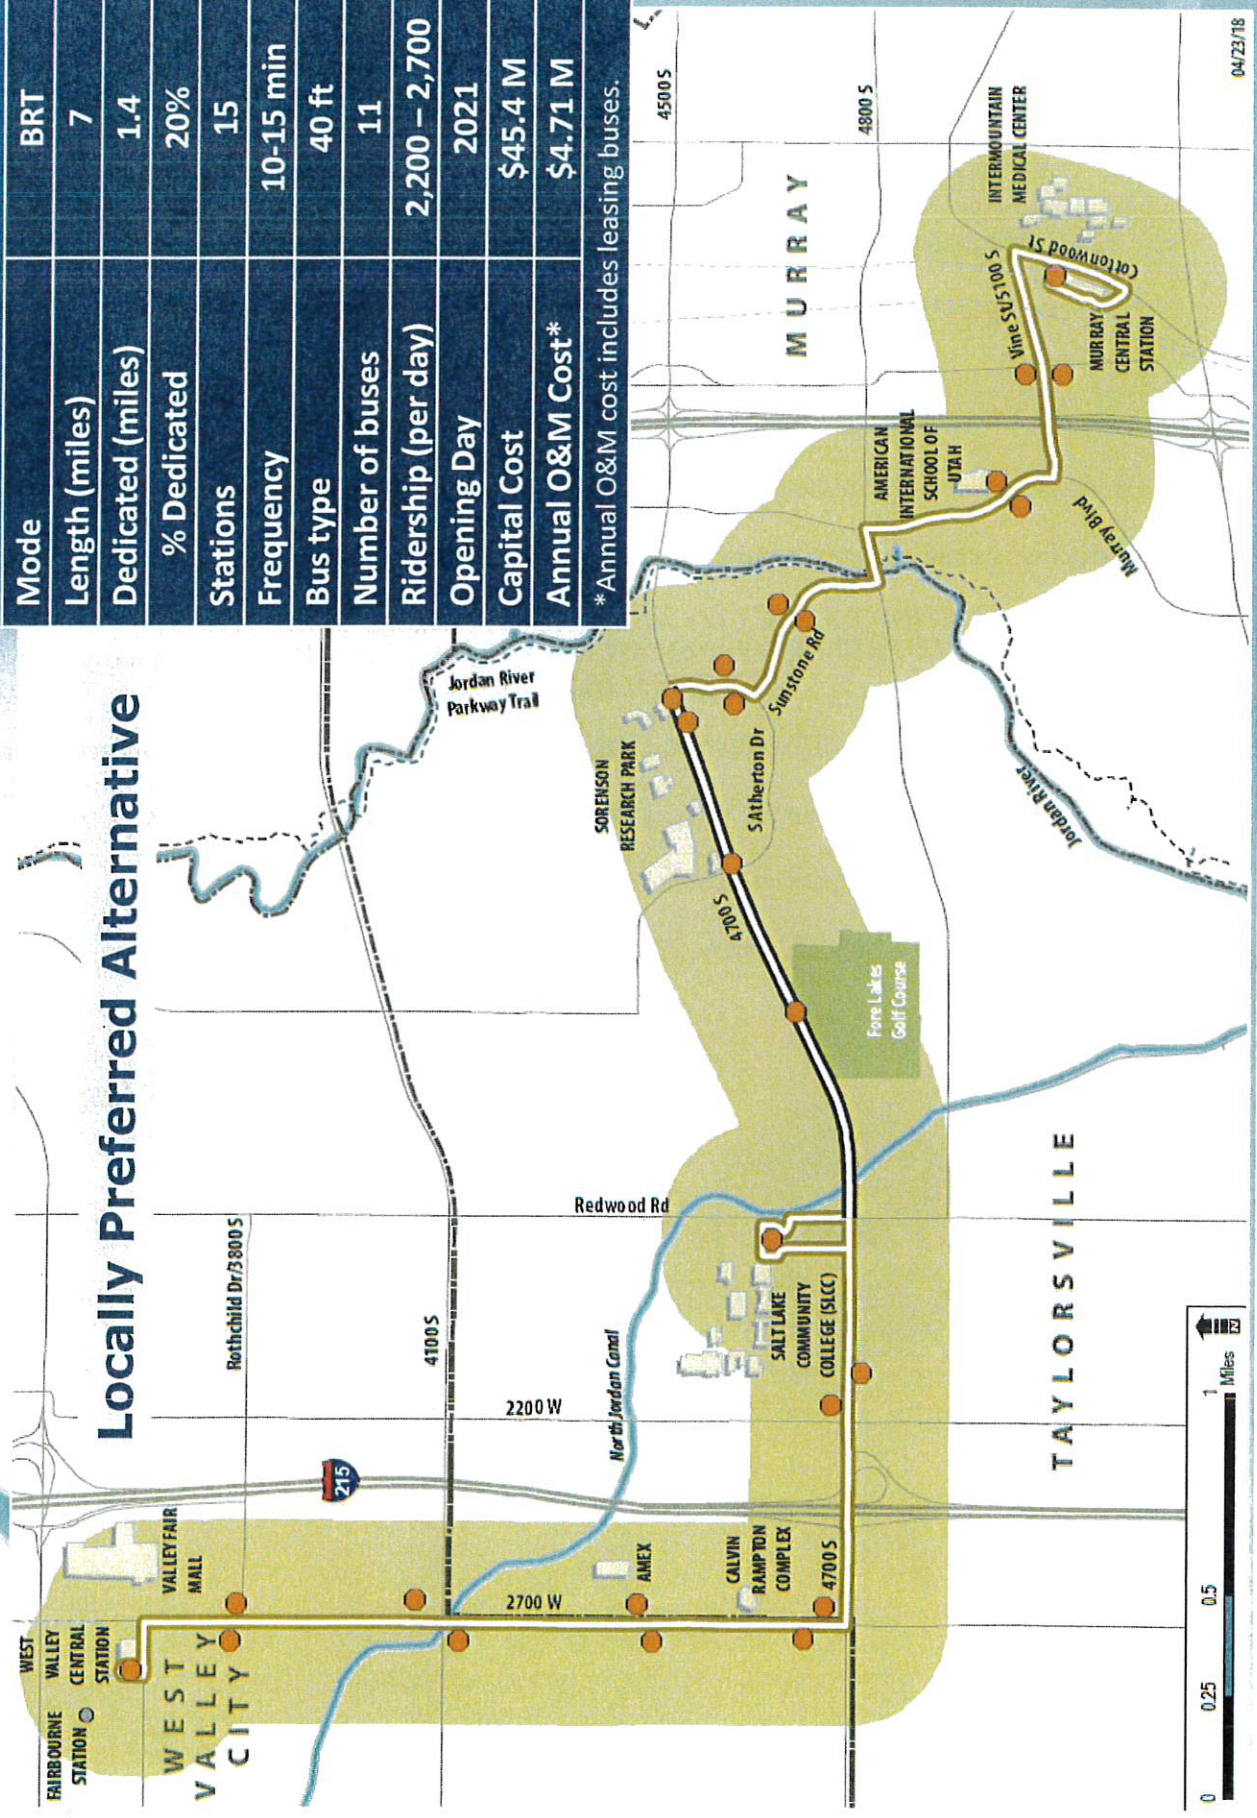 Locally Preferred Alternative
Mode BRT
Length (miles) 7
Dedicated (miles) 1.4
% Dedicated 20%
Stations 15
Frequency 10-15 min
Bus type 40 ft
Number of buses 11
Ridership (per day) 2,200 – 2,700
Opening Day 2021
Capital Cost $45.4 M
Annual O&M Cost* $4.71 M
*Annual O&M cost includes leasing buses.
FAIRBOURNE
STATION
WEST
VALLEY
CENTRAL
STATION
WEST
VALLEY
CITY
VALLEY FAIR
MALL
Rothchild Dr/3800 S
215
4100 S
2200 W
2700 W
North Jordan Canal
AMEX
CALVIN
RAMPTON
COMPLEX
4700 S
Redwood Rd
SALT LAKE
COMMUNITY
COLLEGE (SLCC)
TAYLORSVILLE
Jordan River
Parkway Trail
SORENSON
RESEARCH PARK
4700 S
S Atherton Dr
Sunstone Rd
Fore Lakes
Golf Course
Jordan River
4500 S
4800 S
MURRAY
AMERICAN
INTERNATIONAL
SCHOOL OF
UTAH
Murray Blvd
Vine St/5100 S
Cottonwood St
INTERMOUNTAIN
MEDICAL CENTER
MURRAY
CENTRAL
STATION
0 0.25 0.5 1
Miles
N
04/23/18